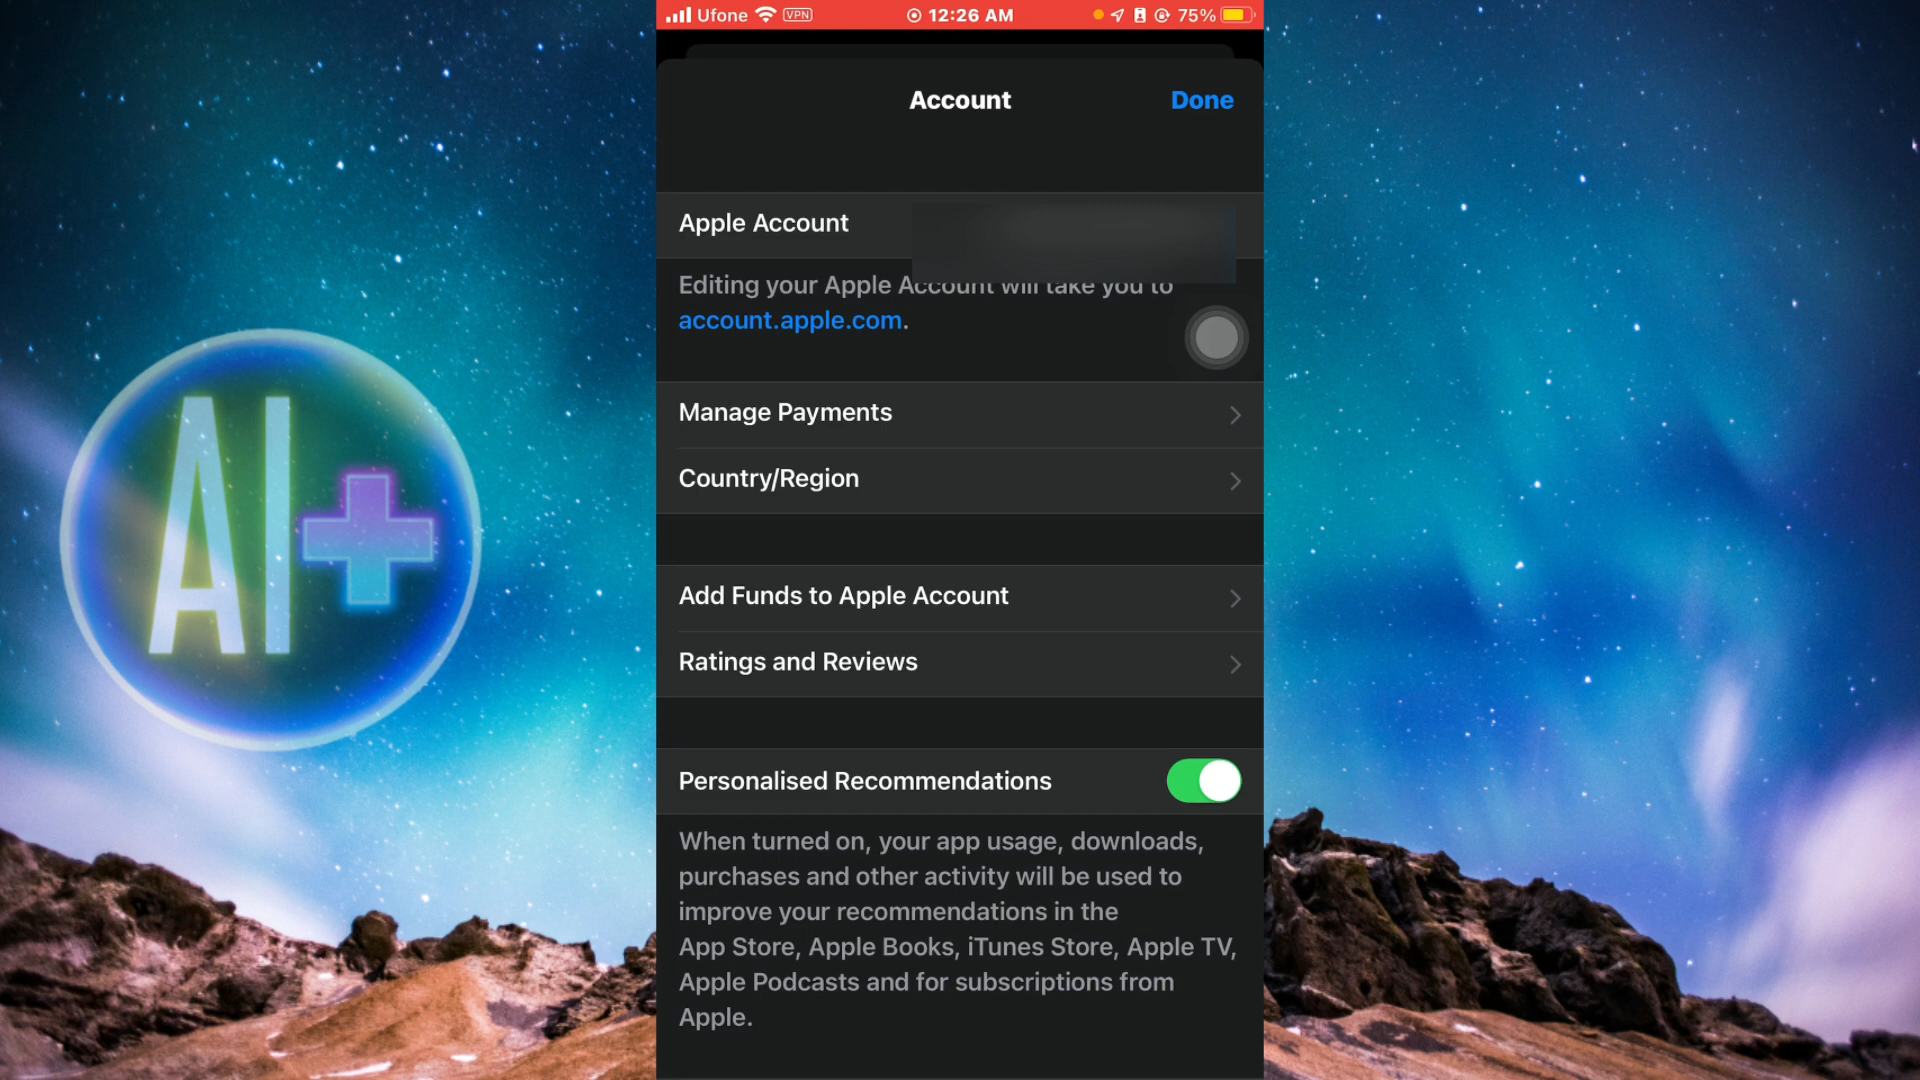 Ufone VPN 12:26 AM 75%
Account Done
Apple Account
Editing your Apple Account will take you to
account.apple.com.
Manage Payments
Country/Region
Add Funds to Apple Account
Ratings and Reviews
Personalised Recommendations
When turned on, your app usage, downloads,
purchases and other activity will be used to
improve your recommendations in the
App Store, Apple Books, iTunes Store, Apple TV,
Apple Podcasts and for subscriptions from
Apple.
AI+